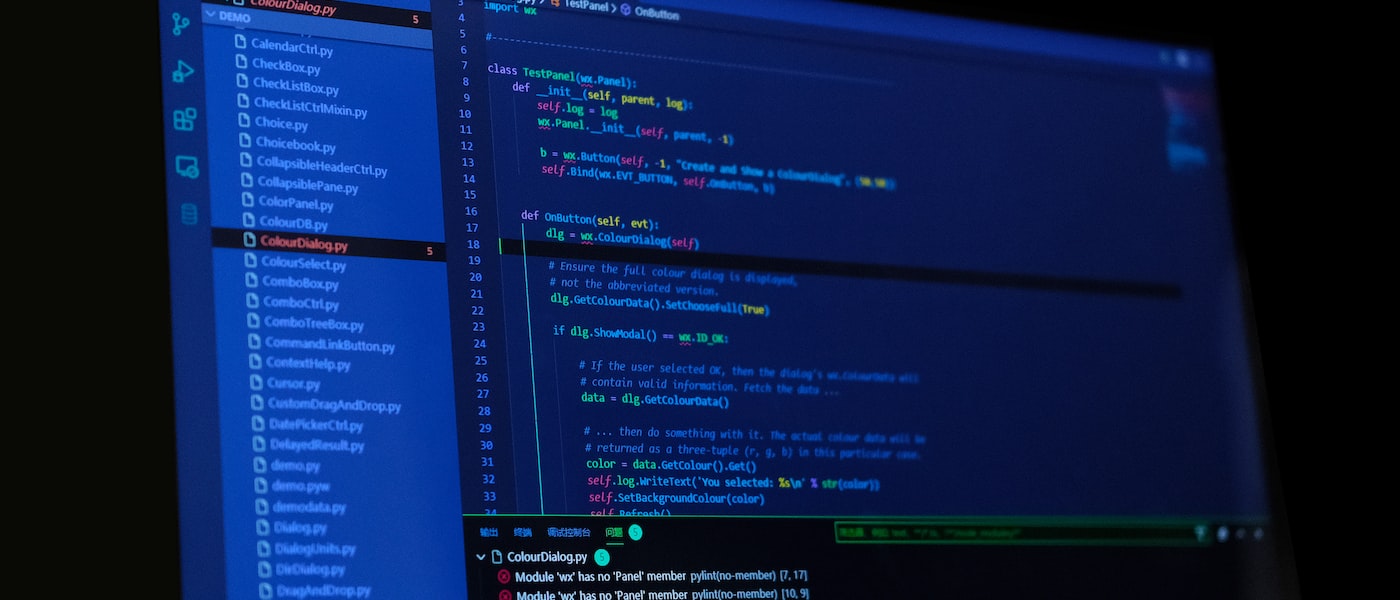 ColourDialog.py 5
DEMO
CalendarCtrl.py
CheckBox.py
CheckListBox.py
CheckListCtrlMixin.py
Choice.py
Choicebook.py
CollapsibleHeaderCtrl.py
CollapsiblePane.py
ColorPanel.py
ColourDB.py
ColourDialog.py 5
ColourSelect.py
ComboBox.py
ComboCtrl.py
ComboTreeBox.py
CommandLinkButton.py
ContextHelp.py
Cursor.py
CustomDragAndDrop.py
DatePickerCtrl.py
DelayedResult.py
demo.py
demo.pyw
demodata.py
Dialog.py
DialogUnits.py
DirDialog.py
DragAndDrop.py
TestPanel > OnButton
3 import wx
4
5 #
6
7 class TestPanel(wx.Panel):
8 def __init__(self, parent, log):
9 self.log = log
10 wx.Panel.__init__(self, parent, -1)
11
12 b = wx.Button(self, -1, "Create and Show a ColourDialog", (50,50))
13 self.Bind(wx.EVT_BUTTON, self.OnButton, b)
14
15
16 def OnButton(self, evt):
17 dlg = wx.ColourDialog(self)
18
19 # Ensure the full colour dialog is displayed,
20 # not the abbreviated version.
21 dlg.GetColourData().SetChooseFull(True)
22
23 if dlg.ShowModal() == wx.ID_OK:
24
25 # If the user selected OK, then the dialog's wx.ColourData will
26 # contain valid information. Fetch the data ...
27 data = dlg.GetColourData()
28
29 # ... then do something with it. The actual colour data will be
30 # returned as a three-tuple (r, g, b) in this particular case.
31 color = data.GetColour().Get()
32 self.log.WriteText('You selected: %s\n' % str(color))
33 self.SetBackgroundColour(color)
34 self.Refresh()
输出 终端 调试控制台 问题 5
ColourDialog.py 5
Module 'wx' has no 'Panel' member pylint(no-member) [7, 17]
Module 'wx' has no 'Panel' member pylint(no-member) [10, 9]